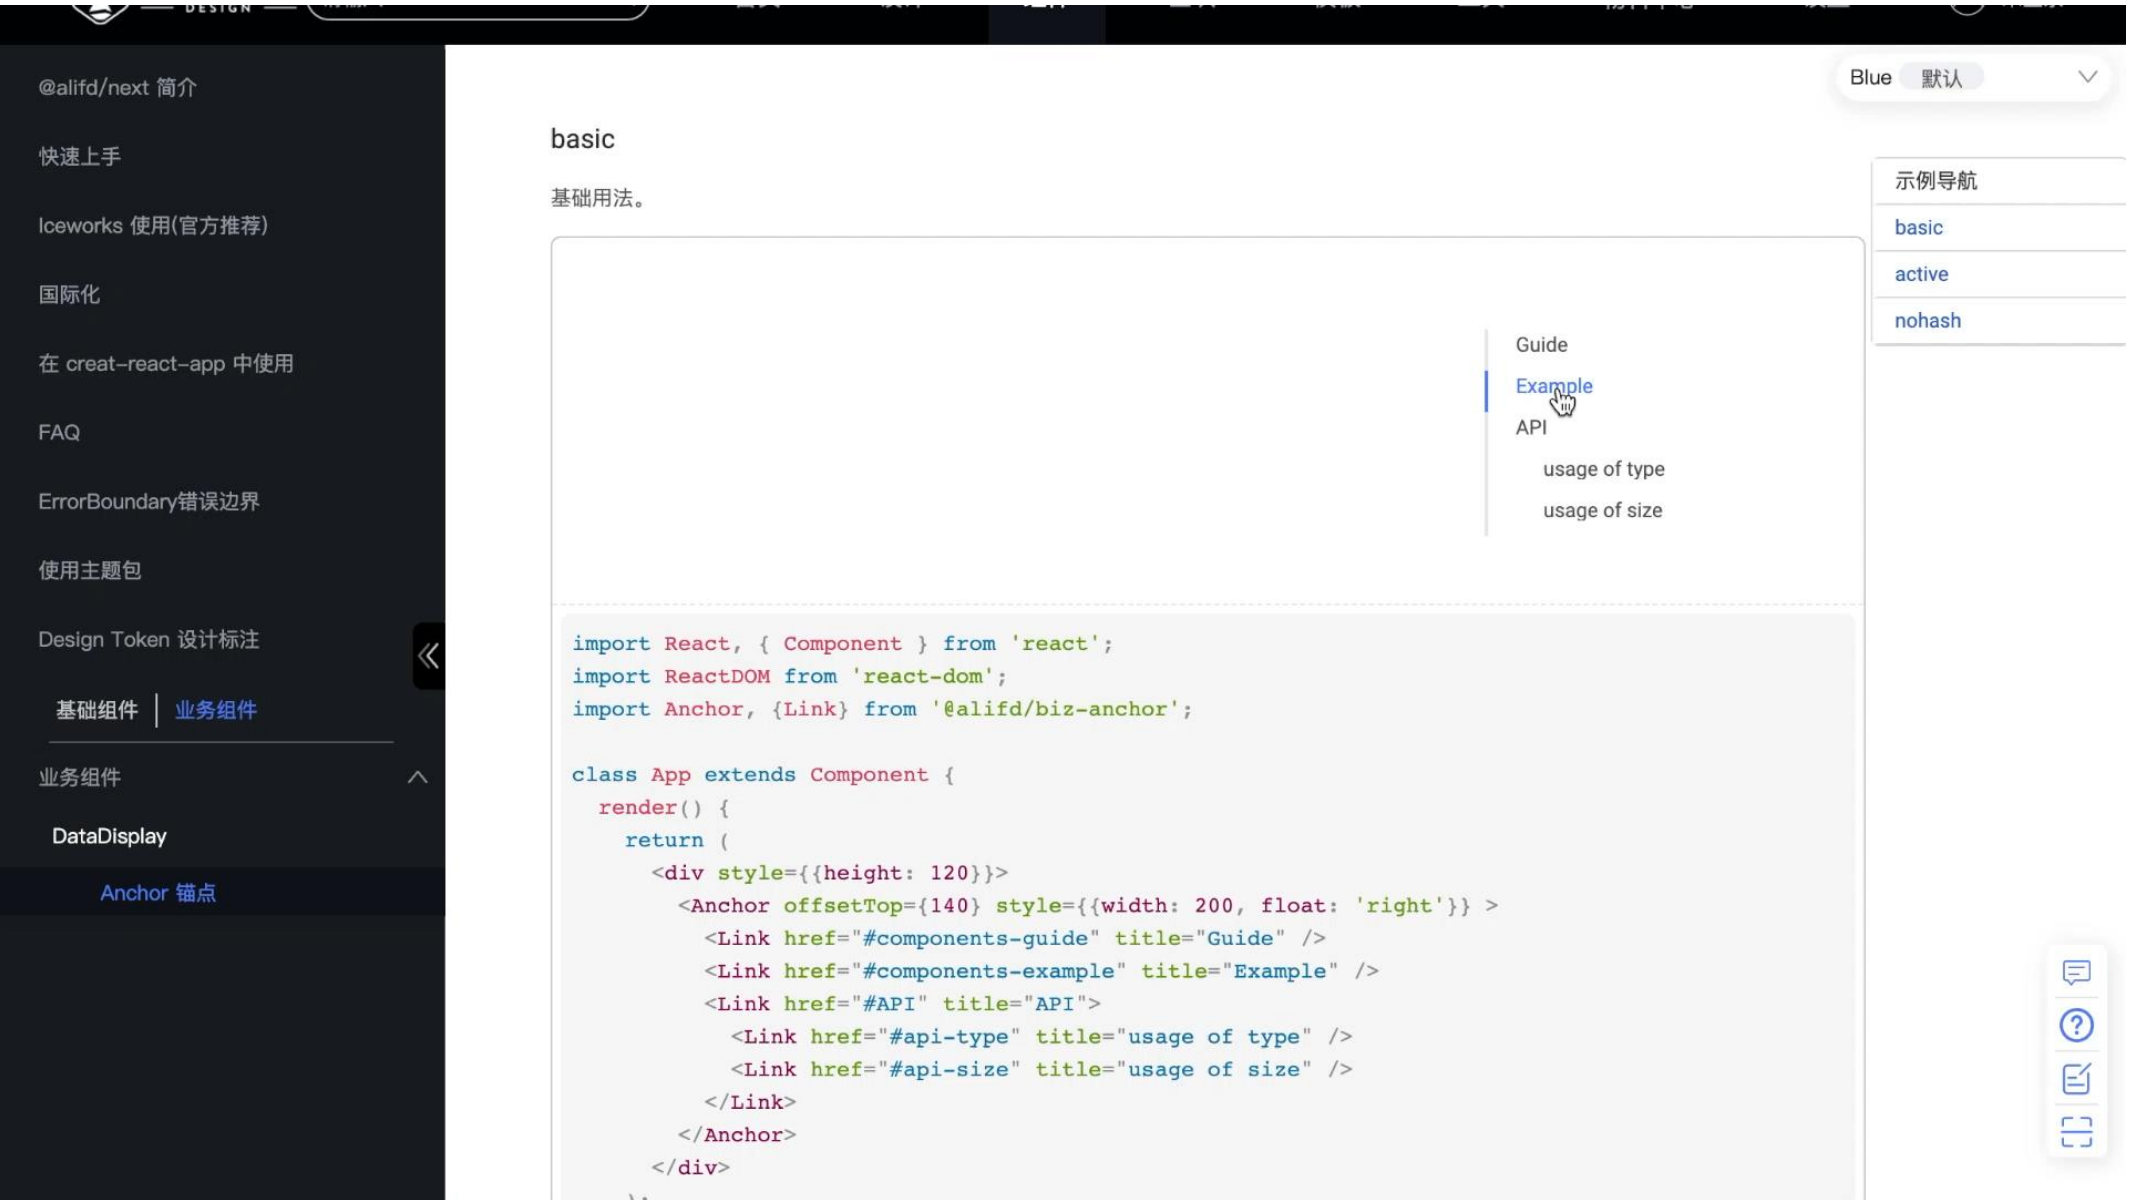 DESIGN
@alifd/next 简介
快速上手
Iceworks 使用(官方推荐)
国际化
在 creat-react-app 中使用
FAQ
ErrorBoundary错误边界
使用主题包
Design Token 设计标注
基础组件 | 业务组件
业务组件
DataDisplay
Anchor 锚点
Blue 默认
basic
基础用法。
Guide
Example
API
usage of type
usage of size
import React, { Component } from 'react';
import ReactDOM from 'react-dom';
import Anchor, {Link} from '@alifd/biz-anchor';
class App extends Component {
render() {
return (
<div style={{height: 120}}>
<Anchor offsetTop={140} style={{width: 200, float: 'right'}} >
<Link href="#components-guide" title="Guide" />
<Link href="#components-example" title="Example" />
<Link href="#API" title="API">
<Link href="#api-type" title="usage of type" />
<Link href="#api-size" title="usage of size" />
</Link>
</Anchor>
</div>
示例导航
basic
active
nohash